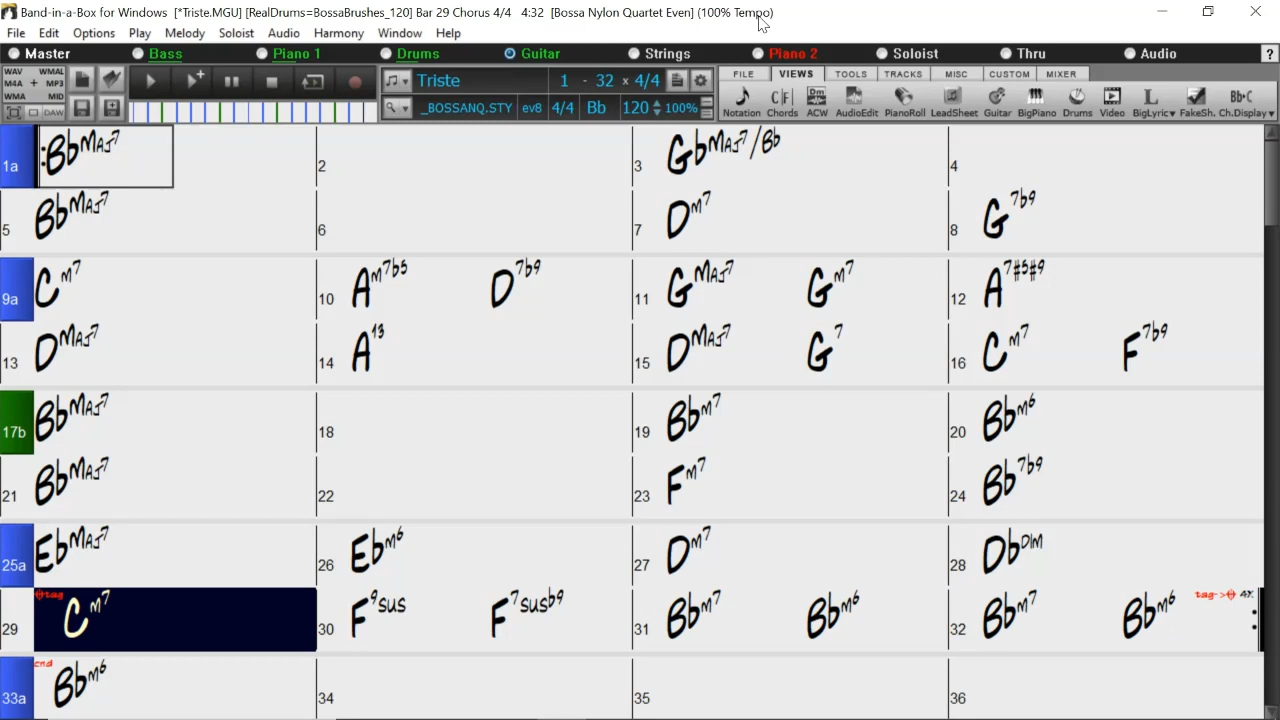 Band-in-a-Box for Windows [*Triste.MGU] [RealDrums=BossaBrushes_120] Bar 29 Chorus 4/4 4:32 [Bossa Nylon Quartet Even] (100% Tempo)
File Edit Options Play Melody Soloist Audio Harmony Window Help
Master Bass Piano 1 Drums Guitar Strings Piano 2 Soloist Thru Audio ?
WAV WMAL
M4A + MP3
WMA MID
DAW
Triste 1 - 32 x 4/4
_BOSSANQ.STY ev8 4/4 Bb 120 100%
FILE VIEWS TOOLS TRACKS MISC CUSTOM MIXER
C|F| Dm Bb▸C
Notation Chords ACW AudioEdit PianoRoll LeadSheet Guitar BigPiano Drums Video BigLyric FakeSh. Ch.Display
1a BbMAJ7 2 3 GbMAJ7/Bb 4
5 BbMAJ7 6 7 Dm7 8 G7b9
9a Cm7 10 Am7b5 D7b9 11 GMAJ7 Gm7 12 A7#5#9
13 DMAJ7 14 A13 15 DMAJ7 G7 16 Cm7 F7b9
17b BbMAJ7 18 19 Bbm7 20 Bbm6
21 BbMAJ7 22 23 Fm7 24 Bb7b9
25a EbMAJ7 26 Ebm6 27 Dm7 28 DbDIM
29 tag Cm7 30 F9sus F7susb9 31 Bbm7 Bbm6 32 Bbm7 Bbm6 tag-> 4X
33a end Bbm6 34 35 36